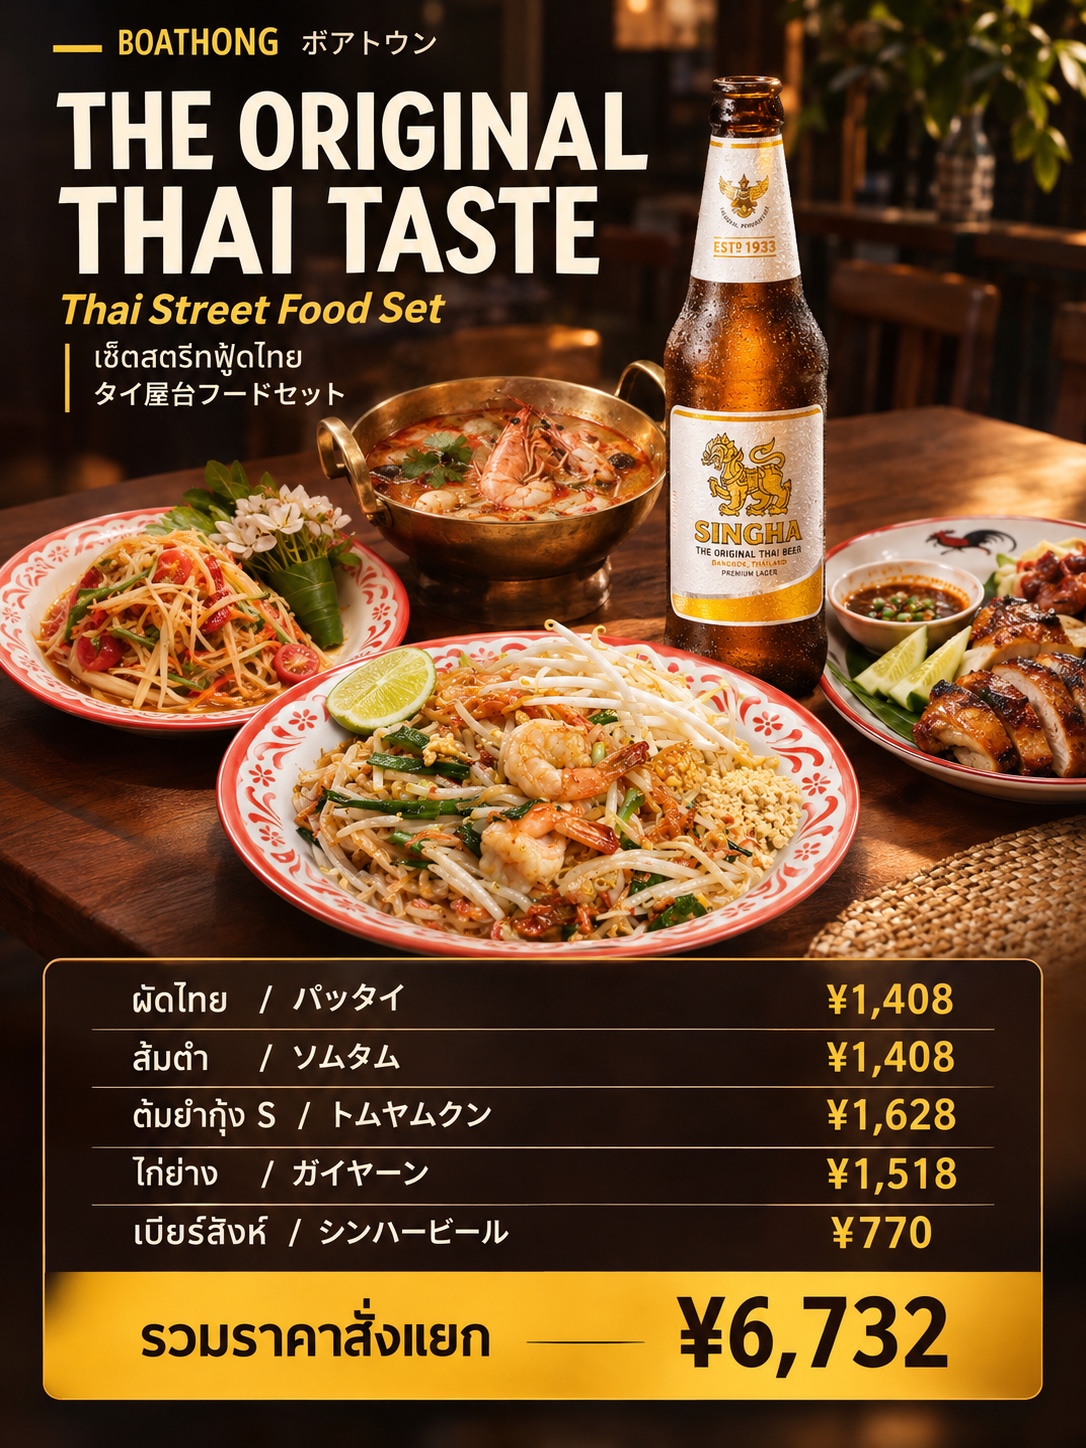 BOATHONG ボアトウン
THE ORIGINAL
THAI TASTE
Thai Street Food Set
เซ็ตสตรีทฟู้ดไทย
タイ屋台フードセット
ESTD 1933
SINGHA
THE ORIGINAL THAI BEER
BANGKOK, THAILAND
PREMIUM LAGER
ผัดไทย / パッタイ ¥1,408
ส้มตำ / ソムタム ¥1,408
ต้มยำกุ้ง S / トムヤムクン ¥1,628
ไก่ย่าง / ガイヤーン ¥1,518
เบียร์สิงห์ / シンハービール ¥770
รวมราคาสั่งแยก — ¥6,732